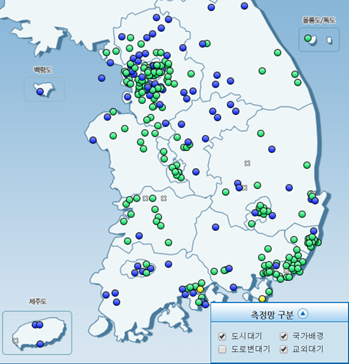 울릉도/독도
백령도
제주도
측정망 구분
도시대기
국가배경
도로변대기
교외대기